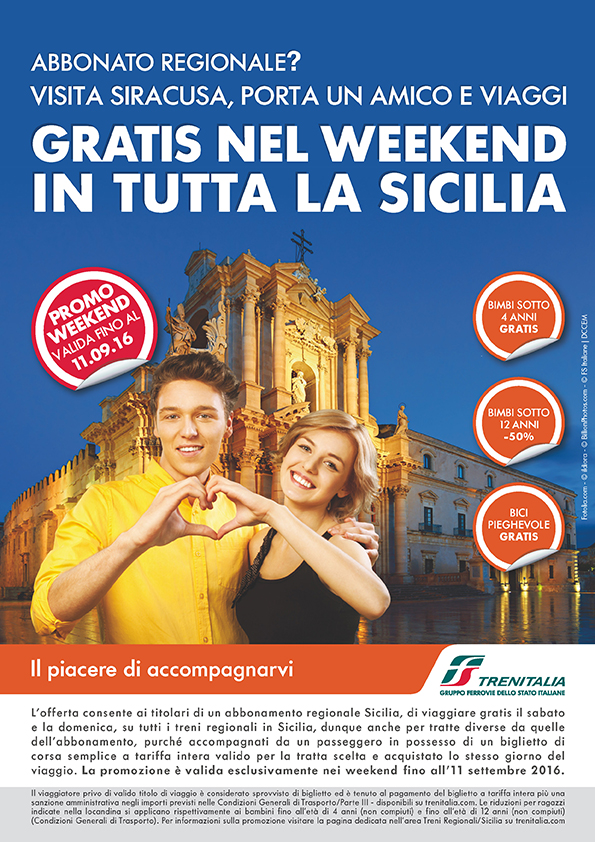 ABBONATO REGIONALE?
VISITA SIRACUSA, PORTA UN AMICO E VIAGGI
GRATIS NEL WEEKEND
IN TUTTA LA SICILIA
PROMO
WEEKEND
VALIDA FINO AL
11.09.16
BIMBI SOTTO
4 ANNI
GRATIS
BIMBI SOTTO
12 ANNI
-50%
BICI
PIEGHEVOLE
GRATIS
Fotolia.com - © ildiora - © BillionPhotos.com - © FS Italiane | DCCEM
Il piacere di accompagnarvi
TRENITALIA
GRUPPO FERROVIE DELLO STATO ITALIANE
L'offerta consente ai titolari di un abbonamento regionale Sicilia, di viaggiare gratis il sabato
e la domenica, su tutti i treni regionali in Sicilia, dunque anche per tratte diverse da quelle
dell'abbonamento, purché accompagnati da un passeggero in possesso di un biglietto di
corsa semplice a tariffa intera valido per la tratta scelta e acquistato lo stesso giorno del
viaggio. La promozione è valida esclusivamente nei weekend fino all'11 settembre 2016.
Il viaggiatore privo di valido titolo di viaggio è considerato sprovvisto di biglietto ed è tenuto al pagamento del biglietto a tariffa intera più una
sanzione amministrativa negli importi previsti nelle Condizioni Generali di Trasporto/Parte III - disponibili su trenitalia.com. Le riduzioni per ragazzi
indicate nella locandina si applicano rispettivamente ai bambini fino all'età di 4 anni (non compiuti) e fino all'età di 12 anni (non compiuti)
(Condizioni Generali di Trasporto). Per informazioni sulla promozione visitare la pagina dedicata nell'area Treni Regionali/Sicilia su trenitalia.com